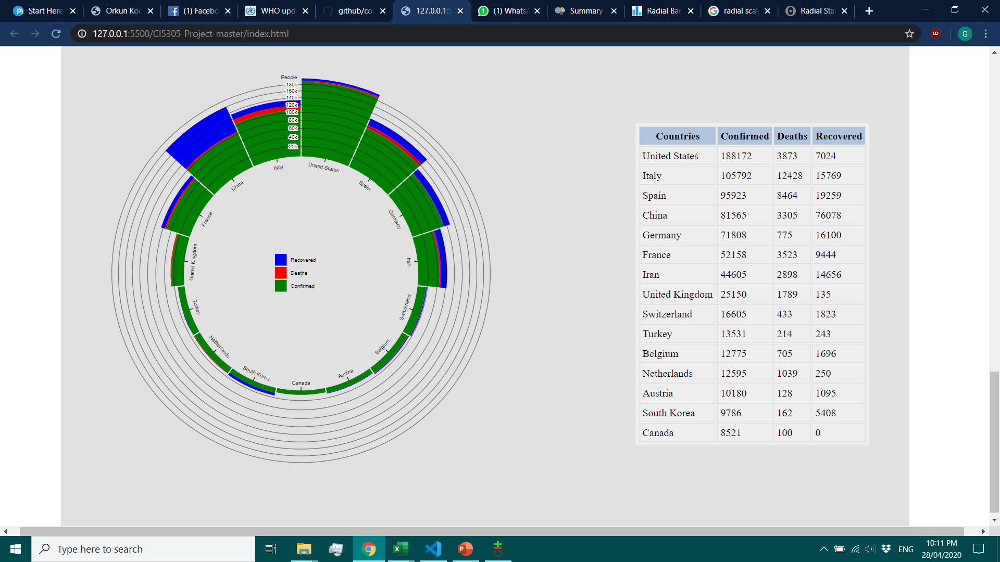 Start Here
Orkun Koc
(1) Facebo
WHO upd
github/cov
127.0.0.1:5
(1) WhatsA
Summary
Radial Bar
radial scal
Radial Sta
127.0.0.1:5500/CI5305-Project-master/index.html
G
People
180k
160k
140k
120k
100k
80k
60k
40k
20k
Italy
United States
China
Spain
France
Germany
United Kingdom
Iran
Turkey
Switzerland
Netherlands
Belgium
South Korea
Austria
Canada
Recovered
Deaths
Confirmed
Countries Confirmed Deaths Recovered
United States 188172 3873 7024
Italy 105792 12428 15769
Spain 95923 8464 19259
China 81565 3305 76078
Germany 71808 775 16100
France 52158 3523 9444
Iran 44605 2898 14656
United Kingdom 25150 1789 135
Switzerland 16605 433 1823
Turkey 13531 214 243
Belgium 12775 705 1696
Netherlands 12595 1039 250
Austria 10180 128 1095
South Korea 9786 162 5408
Canada 8521 100 0
Type here to search
ENG
10:11 PM
28/04/2020